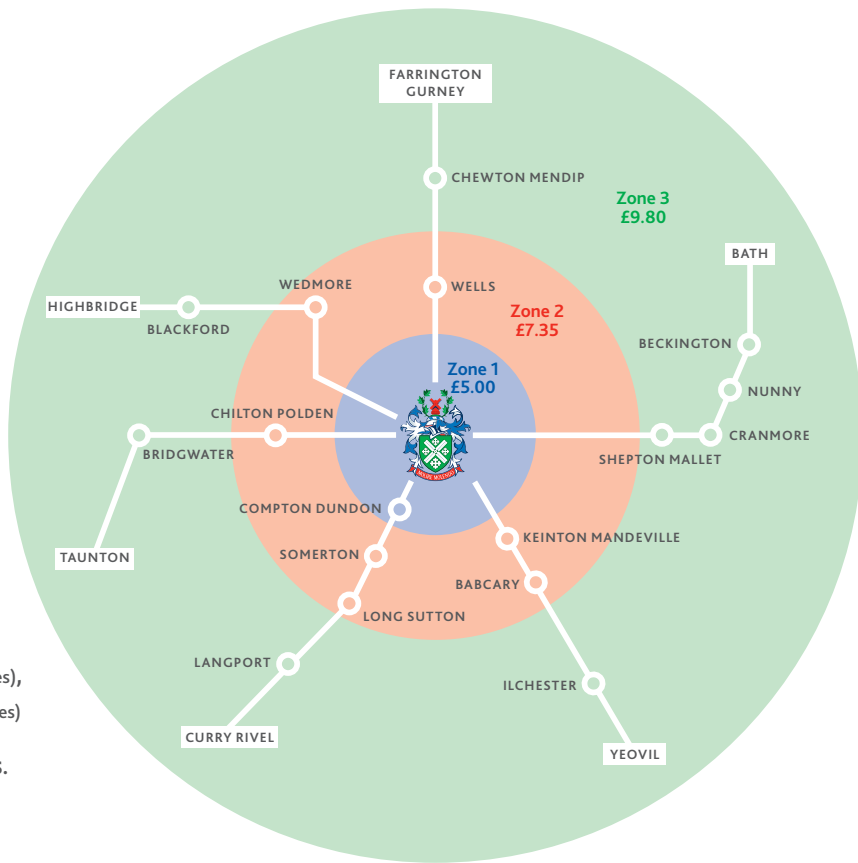 FARRINGTON
GURNEY
CHEWTON MENDIP
Zone 3
£9.80
BATH
WEDMORE
WELLS
HIGHBRIDGE
BLACKFORD
Zone 2
£7.35
BECKINGTON
Zone 1
£5.00
NUNNY
CHILTON POLDEN
CRANMORE
BRIDGWATER
SHEPTON MALLET
COMPTON DUNDON
KEINTON MANDEVILLE
SOMERTON
TAUNTON
BABCARY
LONG SUTTON
LANGPORT
es),
ILCHESTER
es)
CURRY RIVEL
YEOVIL
s.